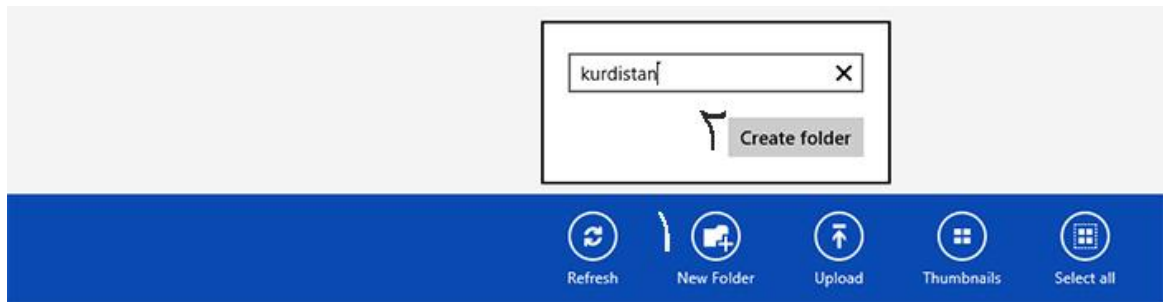 kurdistan
٢ Create folder
١
Refresh New Folder Upload Thumbnails Select all